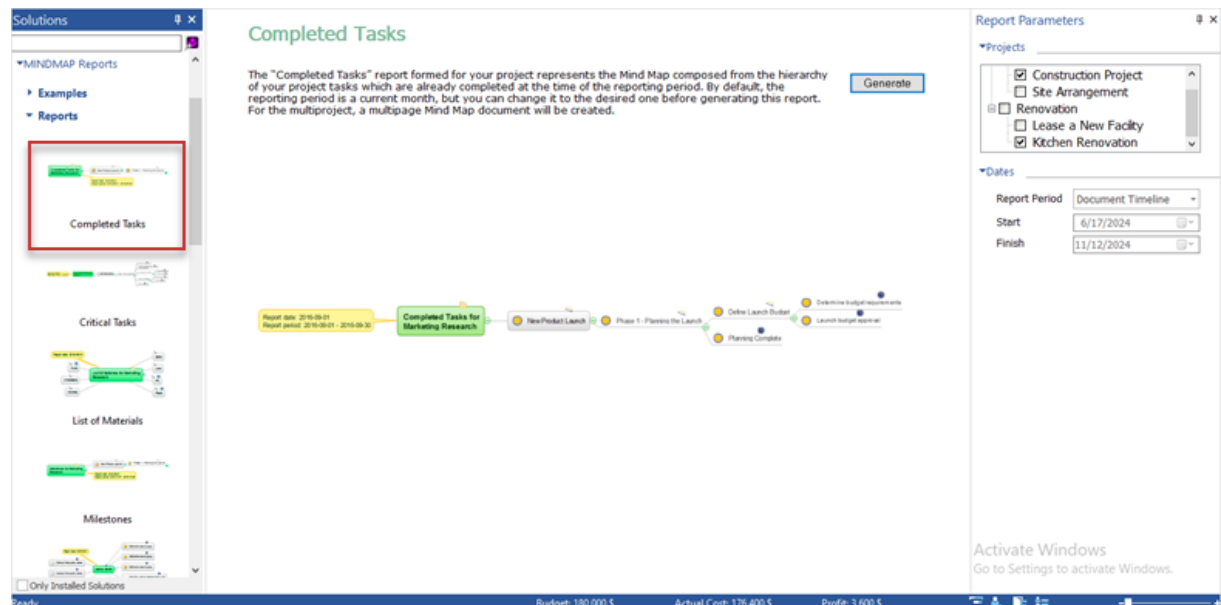 Solutions
MINDMAP Reports
Examples
Reports
Completed Tasks
Critical Tasks
List of Materials
Milestones
Only Installed Solutions
Completed Tasks
The "Completed Tasks" report formed for your project represents the Mind Map composed from the hierarchy
of your project tasks which are already completed at the time of the reporting period. By default, the
reporting period is a current month, but you can change it to the desired one before generating this report.
For the multiproject, a multipage Mind Map document will be created.
Generate
Report date: 2016-09-01
Report period: 2016-09-01 - 2016-09-30
Completed Tasks for
Marketing Research
New Product Launch
Phase 1 - Planning the Launch
Define Launch Budget
Planning Complete
Determine budget requirements
Launch budget approval
Report Parameters
Projects
Construction Project
Site Arrangement
Renovation
Lease a New Facility
Kitchen Renovation
Dates
Report Period Document Timeline
Start 6/17/2024
Finish 11/12/2024
Activate Windows
Go to Settings to activate Windows.
Ready Budget: 180,000 $ Actual Cost: 176,400 $ Profit: 3,600 $